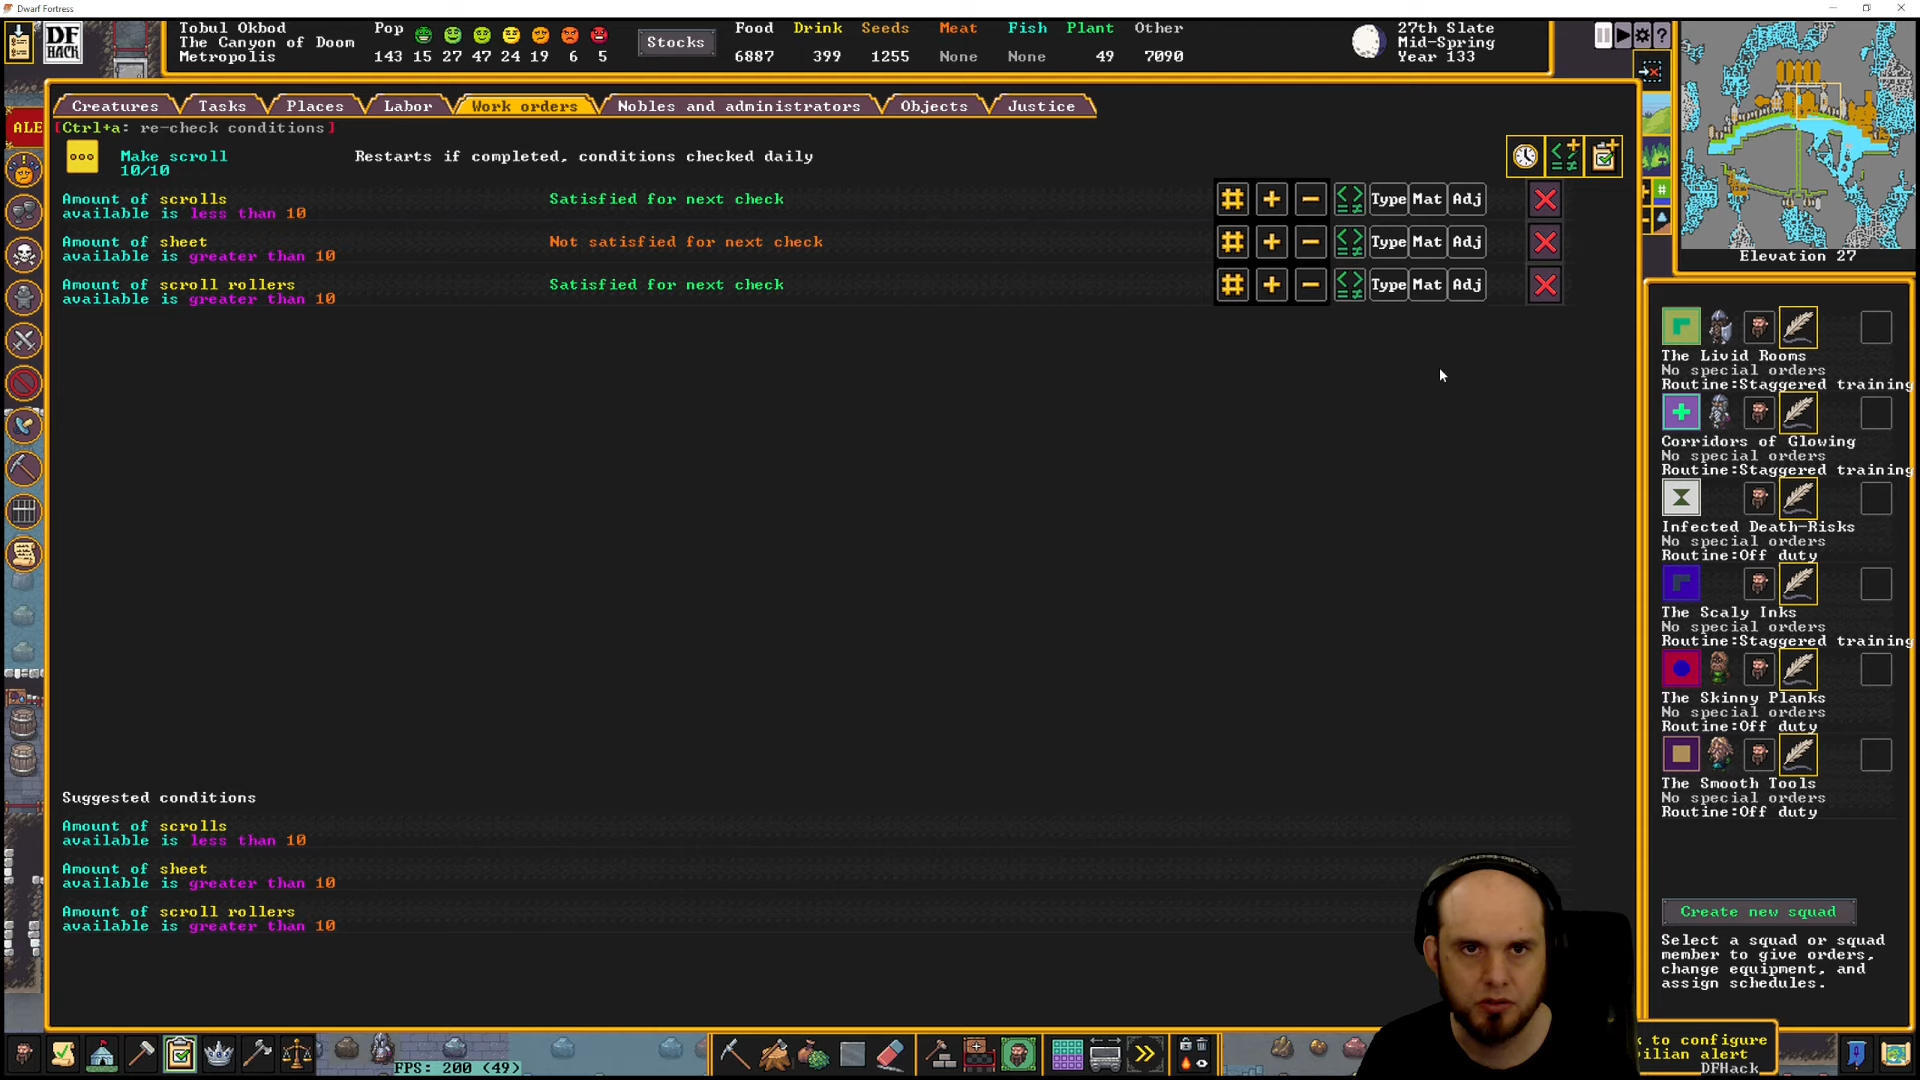 Dwarf Fortress
DF
HACK
Tobul Okbod
The Canyon of Doom
Metropolis
Pop
143 15 27 47 24 19 6 5
Stocks
Food Drink Seeds Meat Fish Plant Other
6887 399 1255 None None 49 7090
27th Slate
Mid-Spring
Year 133
Elevation 27
Creatures Tasks Places Labor Work orders Nobles and administrators Objects Justice
ALE
[Ctrl+a: re-check conditions]
Make scroll
10/10
Restarts if completed, conditions checked daily
Amount of scrolls
available is less than 10
Satisfied for next check
Type Mat Adj
Amount of sheet
available is greater than 10
Not satisfied for next check
Type Mat Adj
Amount of scroll rollers
available is greater than 10
Satisfied for next check
Type Mat Adj
Suggested conditions
Amount of scrolls
available is less than 10
Amount of sheet
available is greater than 10
Amount of scroll rollers
available is greater than 10
The Livid Rooms
No special orders
Routine:Staggered training
Corridors of Glowing
No special orders
Routine:Staggered training
Infected Death-Risks
No special orders
Routine:Off duty
The Scaly Inks
No special orders
Routine:Staggered training
The Skinny Planks
No special orders
Routine:Off duty
The Smooth Tools
No special orders
Routine:Off duty
Create new squad
Select a squad or squad
member to give orders,
change equipment, and
assign schedules.
k to configure
ilian alert
DFHack
FPS: 200 (49)